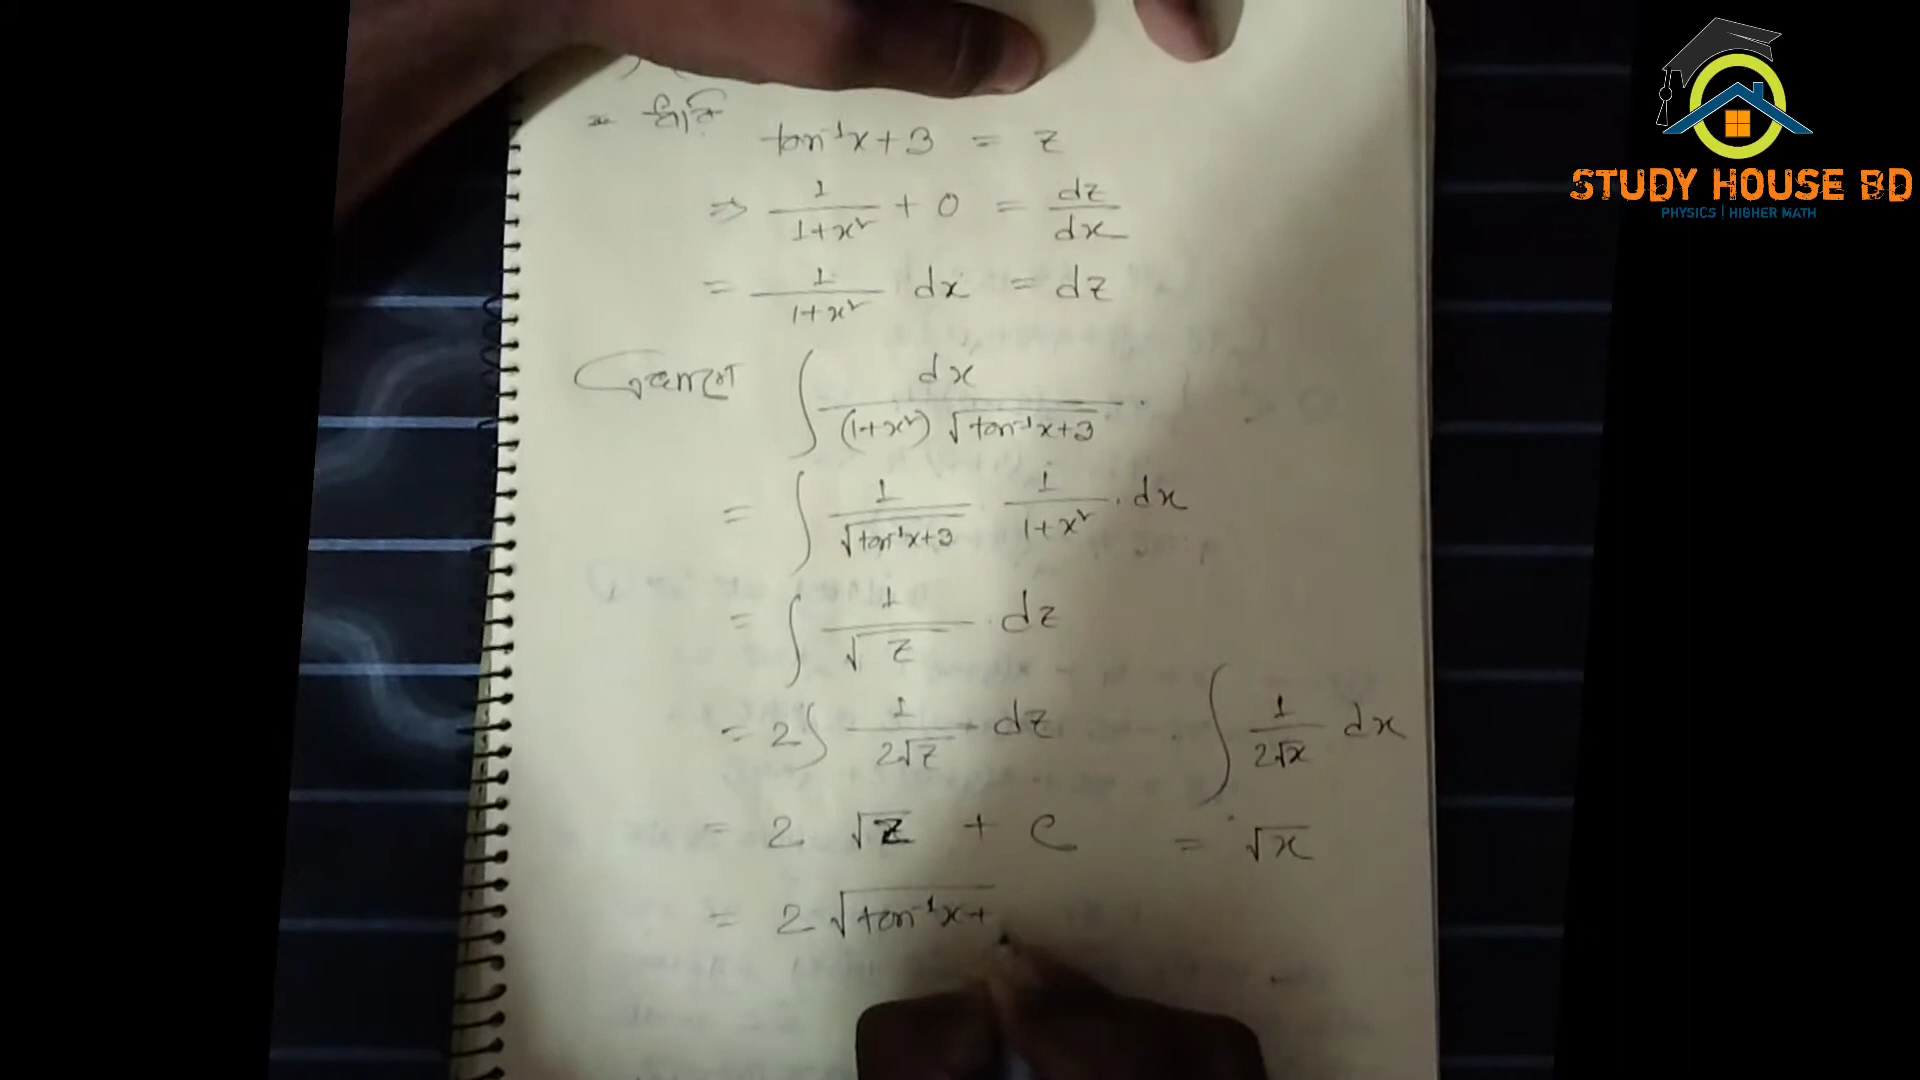 = ধরি
tan⁻¹x + 3 = z
⇒ 1/(1+x²) + 0 = dz/dx
= 1/(1+x²) dx = dz
∫ dx / ((1+x²) √(tan⁻¹x+3))
= ∫ 1/√(tan⁻¹x+3) · 1/(1+x²) · dx
= ∫ 1/√z · dz
= 2∫ 1/(2√z) · dz
∫ 1/(2√x) dx
= 2 √z + c
= √x
= 2 √(tan⁻¹x+
STUDY HOUSE BD
PHYSICS | HIGHER MATH